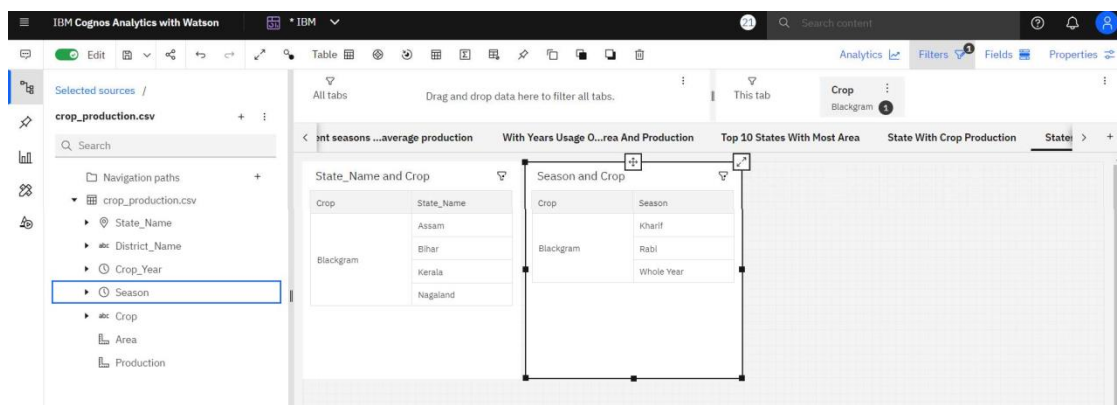 IBM Cognos Analytics with Watson
* IBM
21
Search content
Edit
Table
Analytics
Filters
1
Fields
Properties
Selected sources /
crop_production.csv
Search
Navigation paths
crop_production.csv
State_Name
abc District_Name
Crop_Year
Season
abc Crop
Area
Production
All tabs
Drag and drop data here to filter all tabs.
This tab
Crop
Blackgram 1
ent seasons ...average production
With Years Usage O...rea And Production
Top 10 States With Most Area
State With Crop Production
State
State_Name and Crop
Crop State_Name
Blackgram
Assam
Bihar
Kerala
Nagaland
Season and Crop
Crop Season
Blackgram
Kharif
Rabi
Whole Year